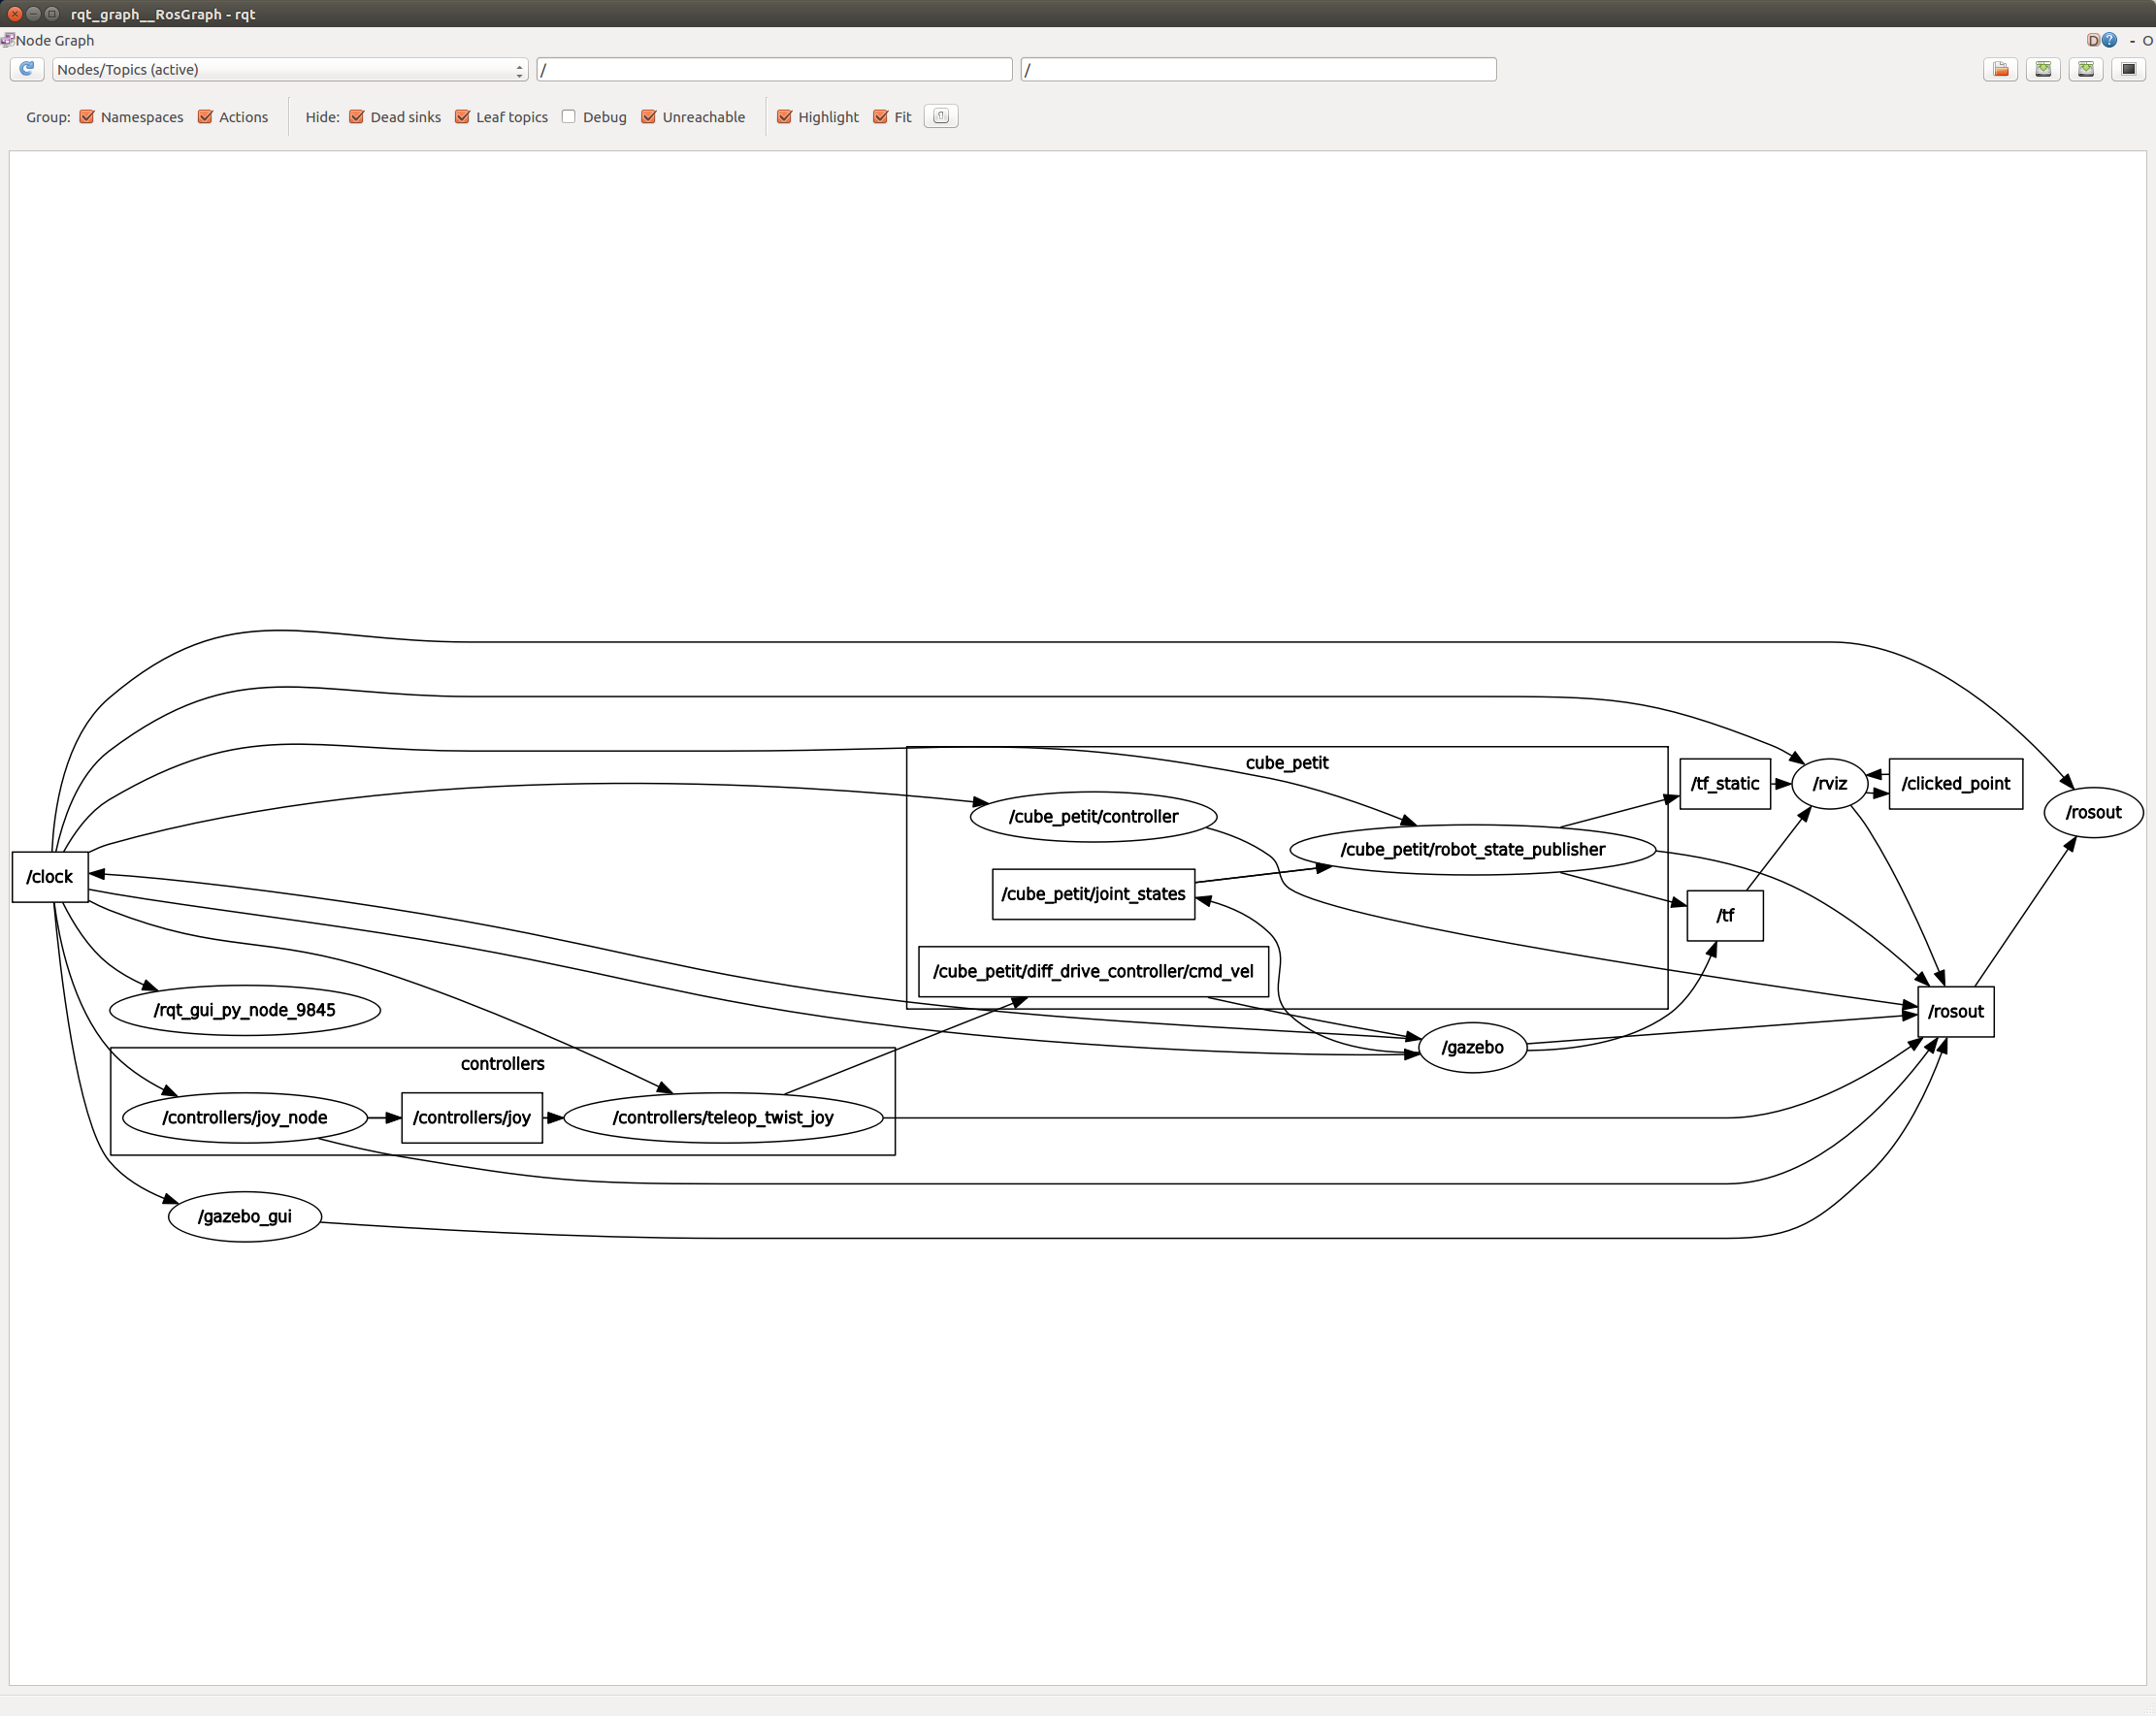 rqt_graph__RosGraph - rqt
Node Graph
D ? - O
Nodes/Topics (active)
/
/
Group: Namespaces Actions Hide: Dead sinks Leaf topics Debug Unreachable Highlight Fit
cube_petit
/tf_static
/rviz
/clicked_point
/cube_petit/controller
/rosout
/cube_petit/robot_state_publisher
/clock
/cube_petit/joint_states
/tf
/cube_petit/diff_drive_controller/cmd_vel
/rqt_gui_py_node_9845
/rosout
/gazebo
controllers
/controllers/joy_node
/controllers/joy
/controllers/teleop_twist_joy
/gazebo_gui